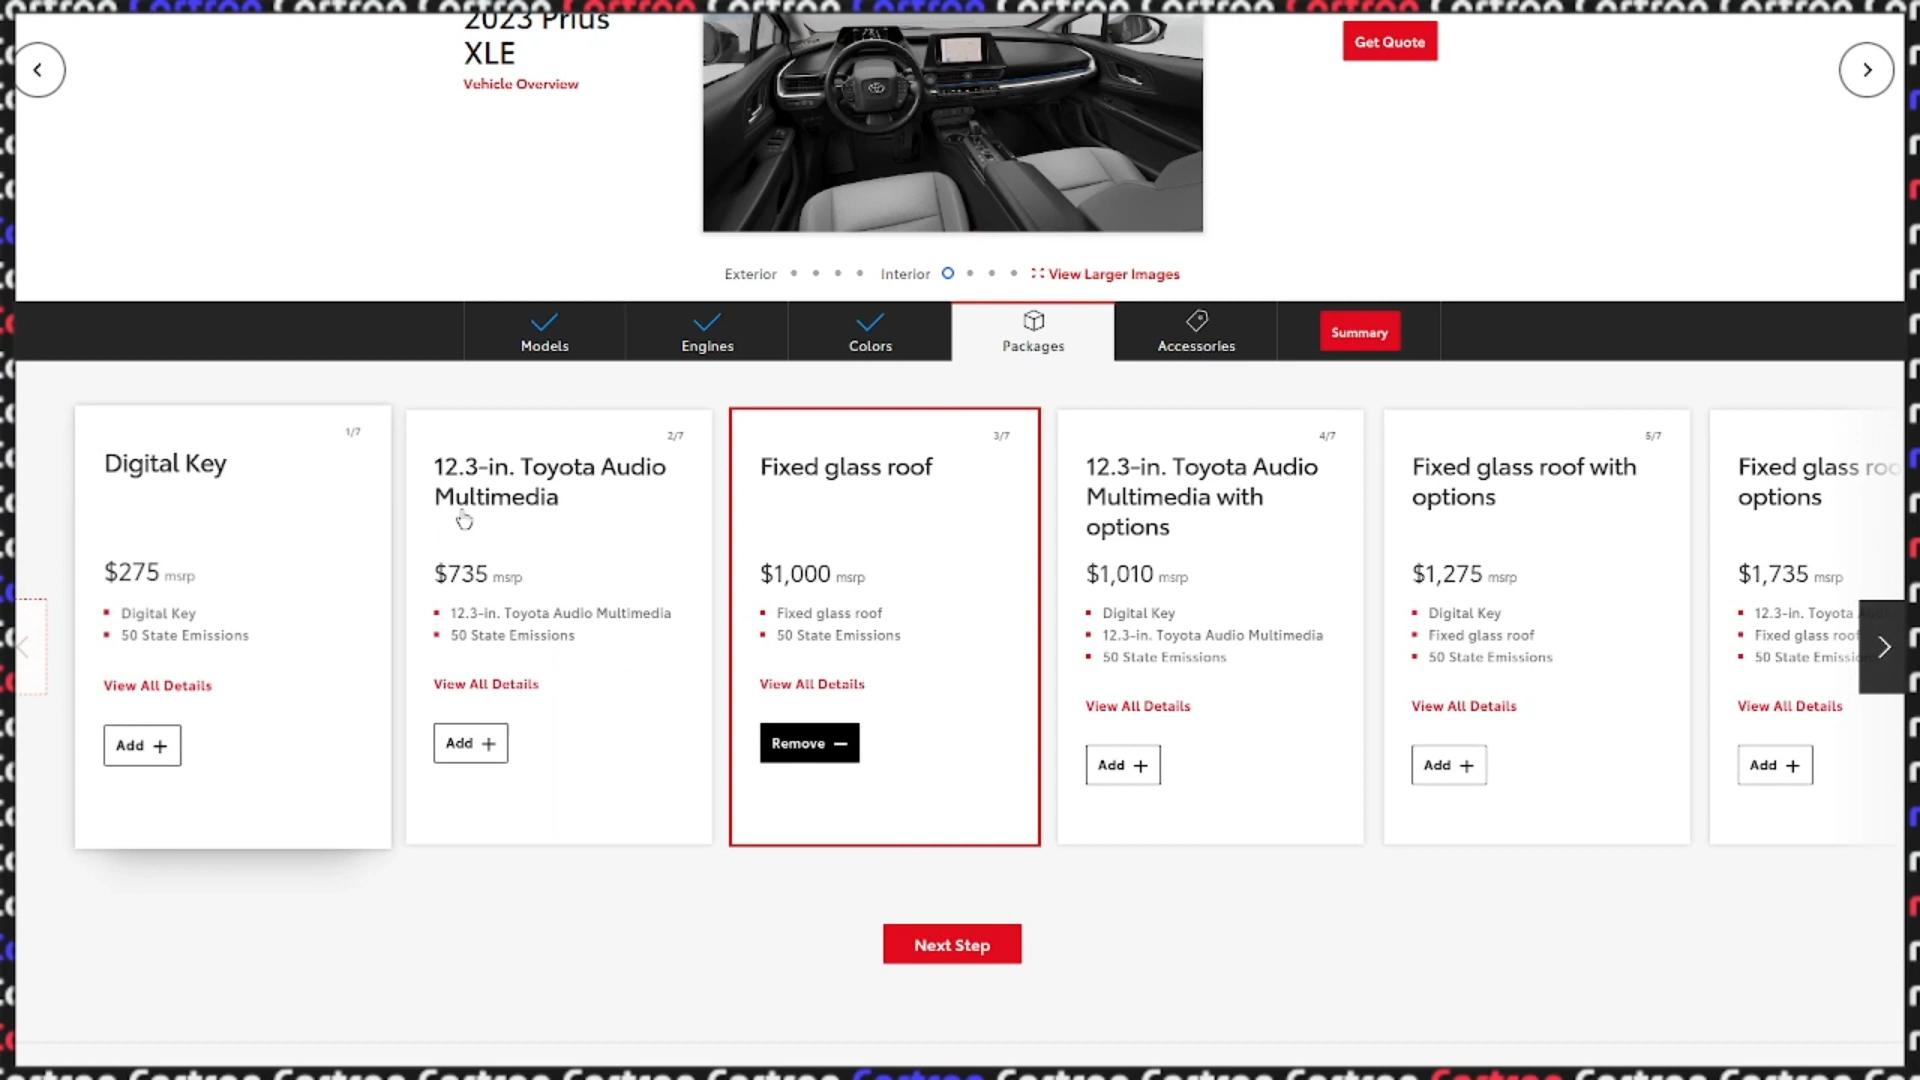 2023 Prius
XLE
Vehicle Overview
Get Quote
Exterior
Interior
View Larger Images
Models
Engines
Colors
Packages
Accessories
Summary
1/7
Digital Key
$275 msrp
Digital Key
50 State Emissions
View All Details
Add +
2/7
12.3-in. Toyota Audio
Multimedia
$735 msrp
12.3-in. Toyota Audio Multimedia
50 State Emissions
View All Details
Add +
3/7
Fixed glass roof
$1,000 msrp
Fixed glass roof
50 State Emissions
View All Details
Remove −
4/7
12.3-in. Toyota Audio
Multimedia with
options
$1,010 msrp
Digital Key
12.3-in. Toyota Audio Multimedia
50 State Emissions
View All Details
Add +
5/7
Fixed glass roof with
options
$1,275 msrp
Digital Key
Fixed glass roof
50 State Emissions
View All Details
Add +
Fixed glass roo
options
$1,735 msrp
12.3-in. Toyota
Fixed glass roof
50 State Emissio
View All Details
Add +
Next Step